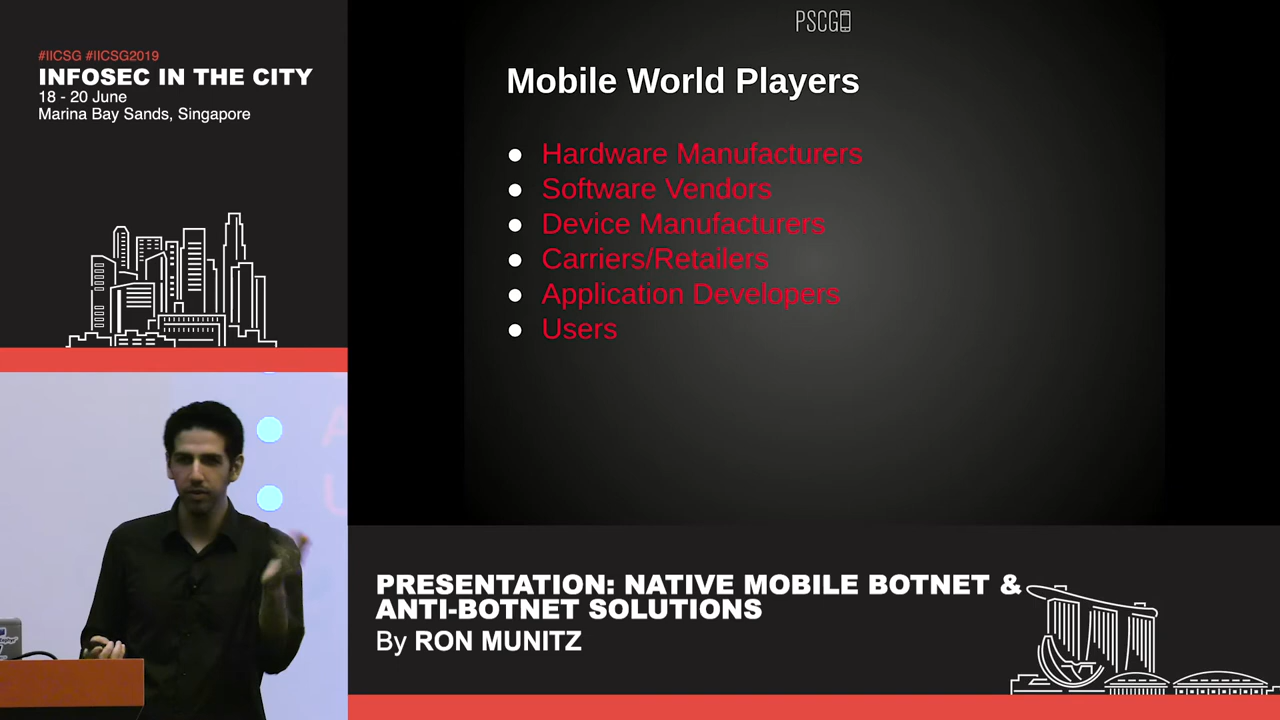 #IICSG #IICSG2019
INFOSEC IN THE CITY
18 - 20 June
Marina Bay Sands, Singapore
PSCG
Mobile World Players
● Hardware Manufacturers
● Software Vendors
● Device Manufacturers
● Carriers/Retailers
● Application Developers
● Users
PRESENTATION: NATIVE MOBILE BOTNET &
ANTI-BOTNET SOLUTIONS
By RON MUNITZ